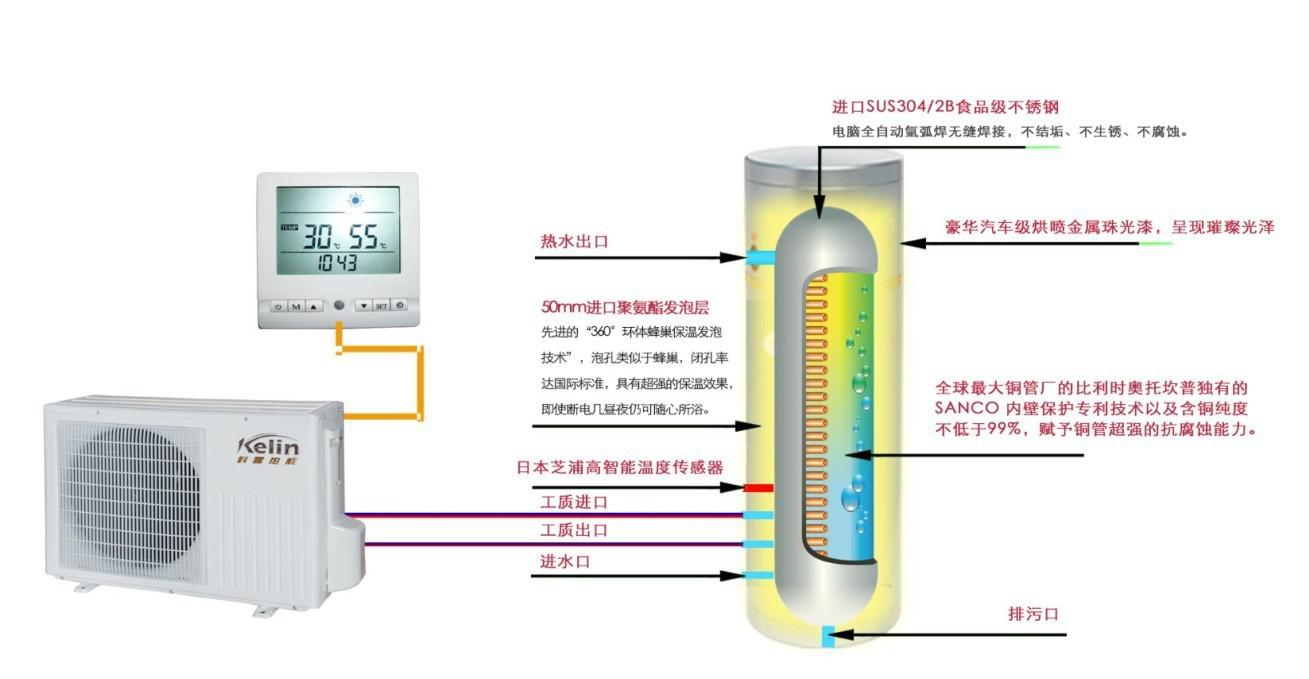 进口SUS304/2B食品级不锈钢
电脑全自动氩弧焊无缝焊接，不结垢、不生锈、不腐蚀。
豪华汽车级烘喷金属珠光漆，呈现璀璨光泽
热水出口
TEMP
30℃ 55℃
10 43
M
SET
50mm进口聚氨酯发泡层
先进的“360°环体蜂巢保温发泡
技术”，泡孔类似于蜂巢，闭孔率
达国际标准，具有超强的保温效果，
即使断电几昼夜仍可随心所浴。
全球最大铜管厂的比利时奥托坎普独有的
SANCO 内壁保护专利技术以及含铜纯度
不低于99%，赋予铜管超强的抗腐蚀能力。
Kelin
日本芝浦高智能温度传感器
工质进口
工质出口
进水口
排污口